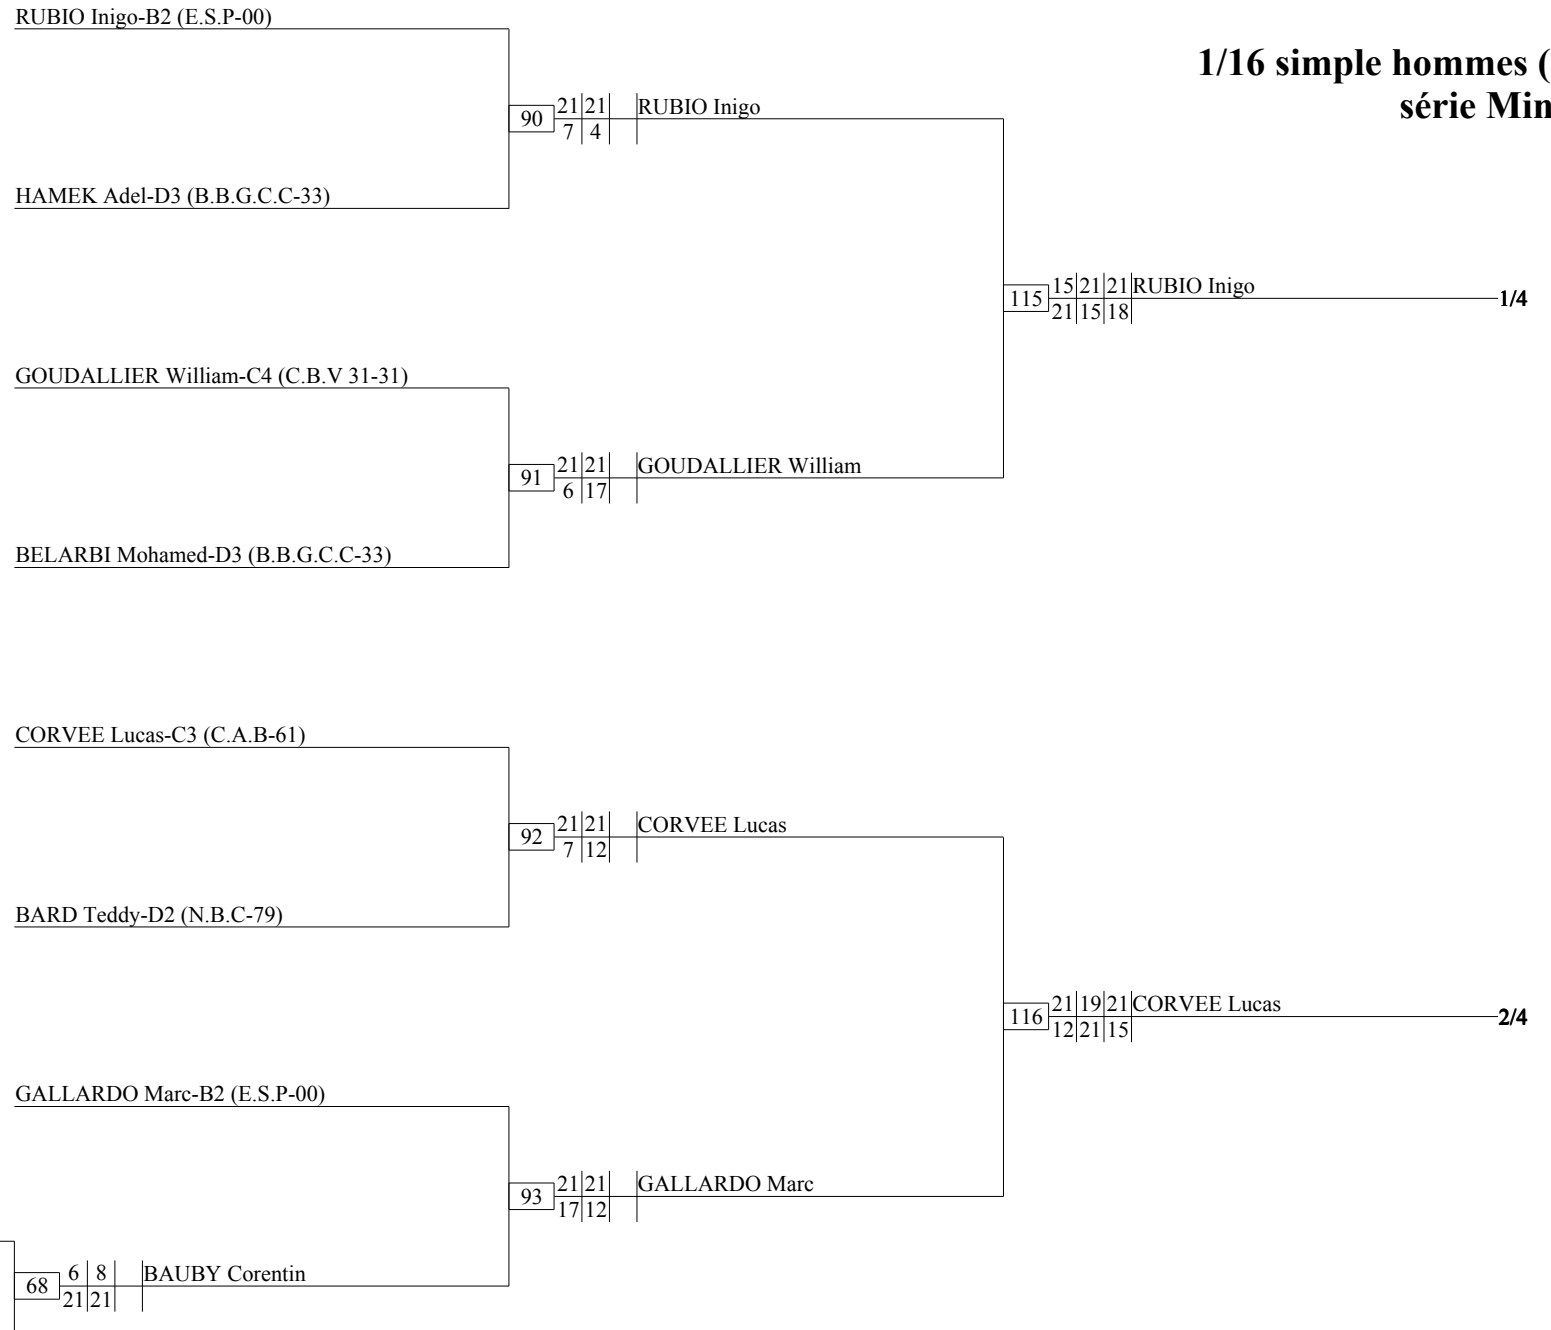 RUBIO Inigo-B2 (E.S.P-00)
1/16 simple hommes (
série Min
90 21 21 RUBIO Inigo
7 4
HAMEK Adel-D3 (B.B.G.C.C-33)
115 15 21 21 RUBIO Inigo 1/4
21 15 18
GOUDALLIER William-C4 (C.B.V 31-31)
91 21 21 GOUDALLIER William
6 17
BELARBI Mohamed-D3 (B.B.G.C.C-33)
CORVEE Lucas-C3 (C.A.B-61)
92 21 21 CORVEE Lucas
7 12
BARD Teddy-D2 (N.B.C-79)
116 21 19 21 CORVEE Lucas 2/4
12 21 15
GALLARDO Marc-B2 (E.S.P-00)
93 21 21 GALLARDO Marc
17 12
68 6 8 BAUBY Corentin
21 21